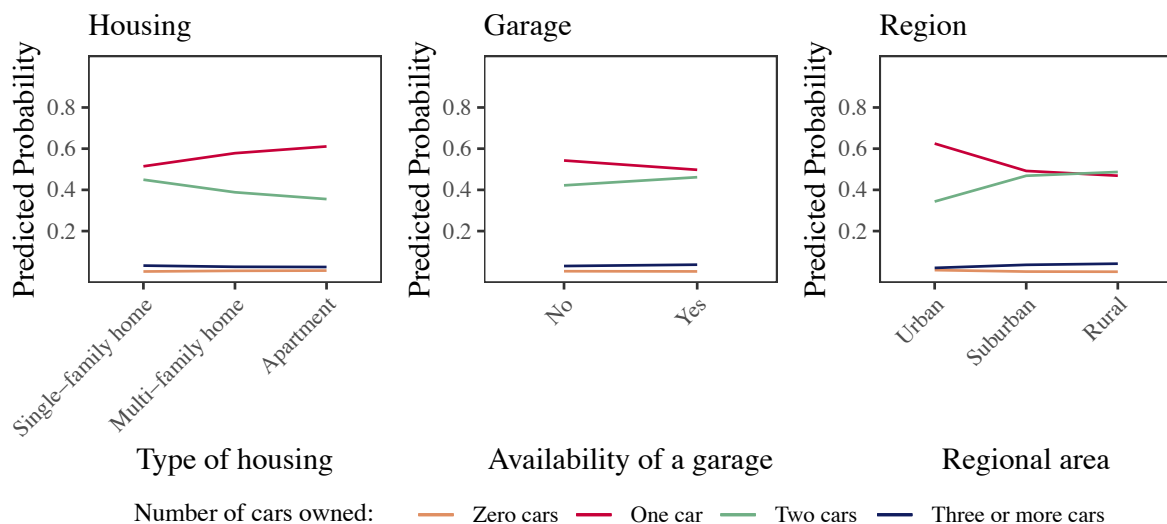 Housing
Garage
Region
Predicted Probability
0.8
0.6
0.4
0.2
Single−family home
Multi−family home
Apartment
Type of housing
Predicted Probability
0.8
0.6
0.4
0.2
No
Yes
Availability of a garage
Predicted Probability
0.8
0.6
0.4
0.2
Urban
Suburban
Rural
Regional area
Number of cars owned: Zero cars One car Two cars Three or more cars